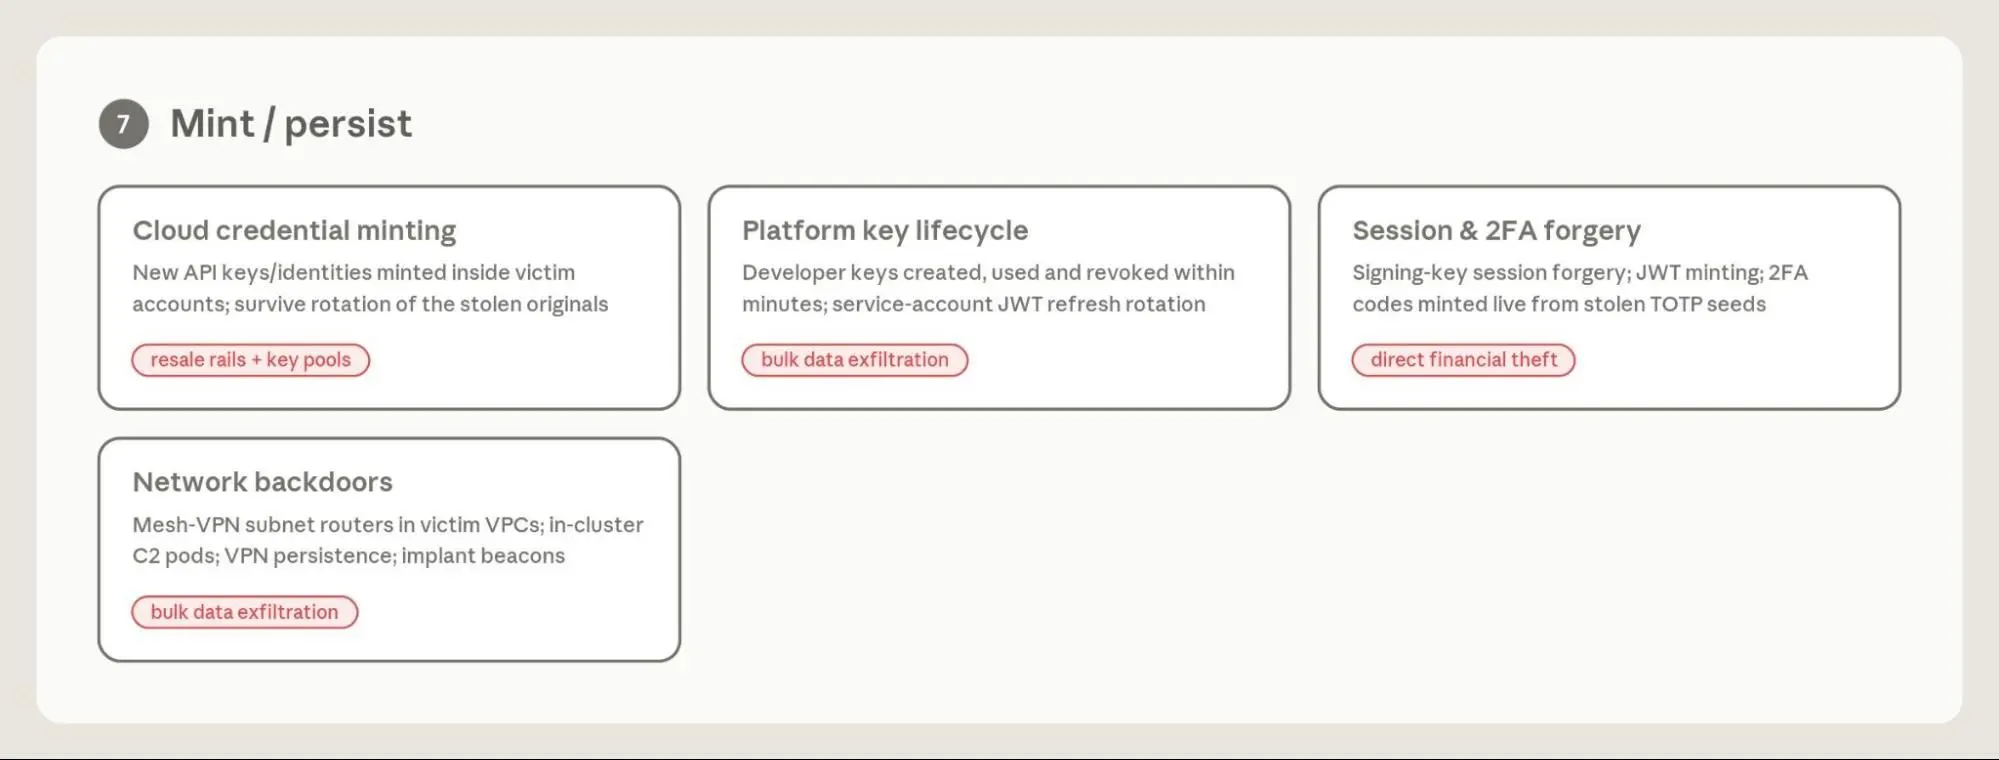 7 Mint / persist
Cloud credential minting
New API keys/identities minted inside victim
accounts; survive rotation of the stolen originals
resale rails + key pools
Platform key lifecycle
Developer keys created, used and revoked within
minutes; service-account JWT refresh rotation
bulk data exfiltration
Session & 2FA forgery
Signing-key session forgery; JWT minting; 2FA
codes minted live from stolen TOTP seeds
direct financial theft
Network backdoors
Mesh-VPN subnet routers in victim VPCs; in-cluster
C2 pods; VPN persistence; implant beacons
bulk data exfiltration